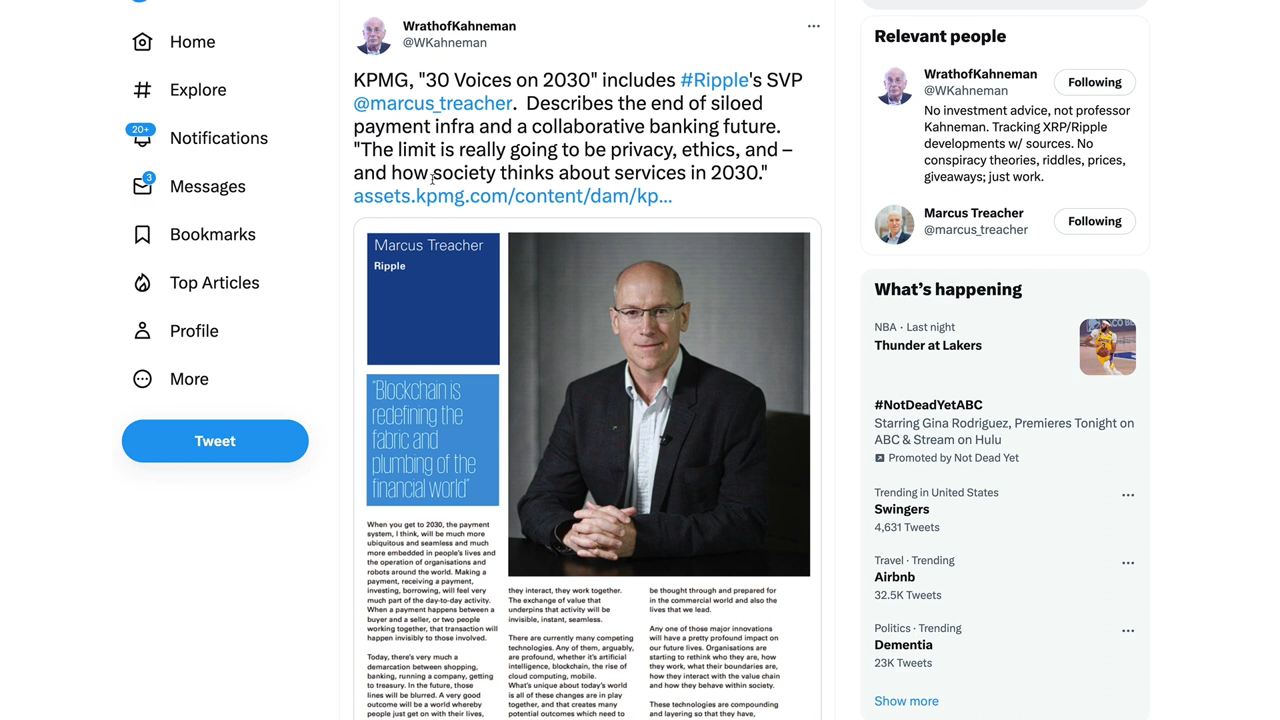 Home
Explore
20+
Notifications
3
Messages
Bookmarks
Top Articles
Profile
More
Tweet
WrathofKahneman
@WKahneman
KPMG, "30 Voices on 2030" includes #Ripple's SVP
@marcus_treacher.  Describes the end of siloed
payment infra and a collaborative banking future.
"The limit is really going to be privacy, ethics, and –
and how society thinks about services in 2030."
assets.kpmg.com/content/dam/kp...
Marcus Treacher
Ripple
"Blockchain is
redefining the
fabric and
plumbing of the
financial world"
When you get to 2030, the payment
system, I think, will be much more
ubiquitous and seamless and much
more embedded in people's lives and
the operation of organisations and
robots around the world. Making a
payment, receiving a payment,
investing, borrowing, will feel very
much part of the day-to-day activity.
When a payment happens between a
buyer and a seller, or two people
working together, that transaction will
happen invisibly to those involved.
Today, there's very much a
demarcation between shopping,
banking, running a company, getting
to treasury. In the future, those
lines will be blurred. A very good
outcome will be a world whereby
people just get on with their lives,
they interact, they work together.
The exchange of value that
underpins that activity will be
invisible, instant, seamless.
There are currently many competing
technologies. Any of them, arguably,
are profound, whether it's artificial
intelligence, blockchain, the rise of
cloud computing, mobile.
What's unique about today's world
is all of these changes are in play
together, and that creates many
potential outcomes which need to
be thought through and prepared for
in the commercial world and also the
lives that we lead.
Any one of those major innovations
will have a pretty profound impact on
our future lives. Organisations are
starting to rethink who they are, how
they work, what their boundaries are,
how they interact with the value chain
and how they behave within society.
These technologies are compounding
and layering so that they have,
Relevant people
WrathofKahneman
@WKahneman
Following
No investment advice, not professor
Kahneman. Tracking XRP/Ripple
developments w/ sources. No
conspiracy theories, riddles, prices,
giveaways; just work.
Marcus Treacher
@marcus_treacher
Following
What's happening
NBA · Last night
Thunder at Lakers
#NotDeadYetABC
Starring Gina Rodriguez, Premieres Tonight on
ABC & Stream on Hulu
Promoted by Not Dead Yet
Trending in United States
Swingers
4,631 Tweets
Travel · Trending
Airbnb
32.5K Tweets
Politics · Trending
Dementia
23K Tweets
Show more